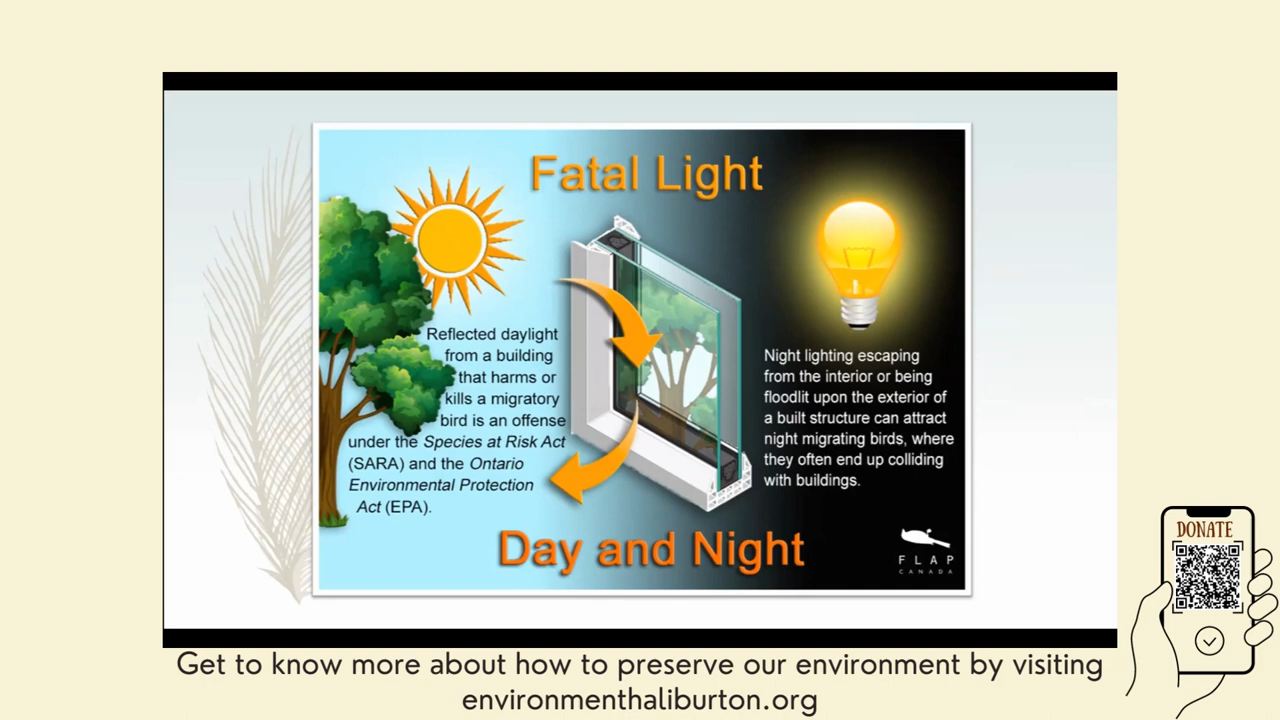 Fatal Light
Reflected daylight
from a building
that harms or
kills a migratory
bird is an offense
under the Species at Risk Act
(SARA) and the Ontario
Environmental Protection
Act (EPA).
Night lighting escaping
from the interior or being
floodlit upon the exterior of
a built structure can attract
night migrating birds, where
they often end up colliding
with buildings.
Day and Night
FLAP
CANADA
DONATE
Get to know more about how to preserve our environment by visiting
environmenthaliburton.org